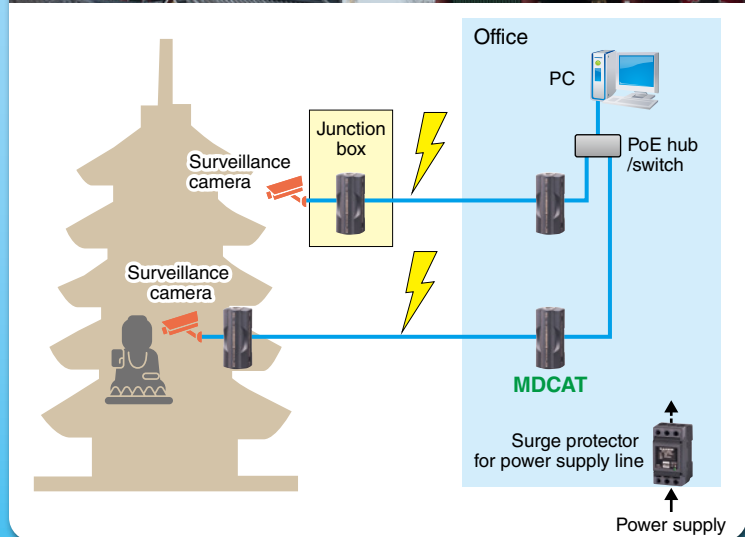 Office
PC
Junction
box
PoE hub
/switch
Surveillance
camera
Surveillance
camera
MDCAT
Surge protector
for power supply line
Power supply